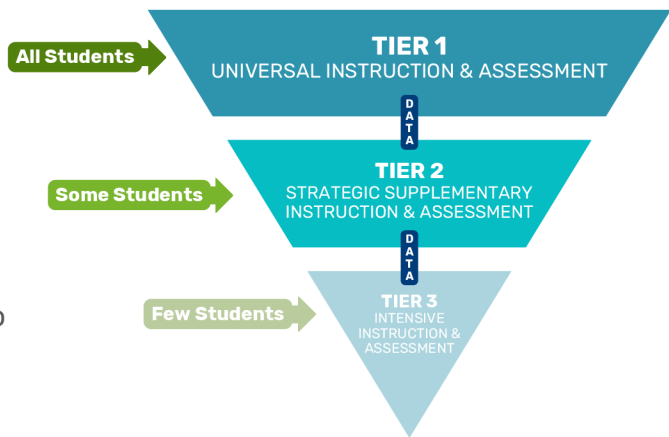 All Students
TIER 1
UNIVERSAL INSTRUCTION & ASSESSMENT
DATA
Some Students
TIER 2
STRATEGIC SUPPLEMENTARY
INSTRUCTION & ASSESSMENT
DATA
Few Students
TIER 3
INTENSIVE
INSTRUCTION &
ASSESSMENT